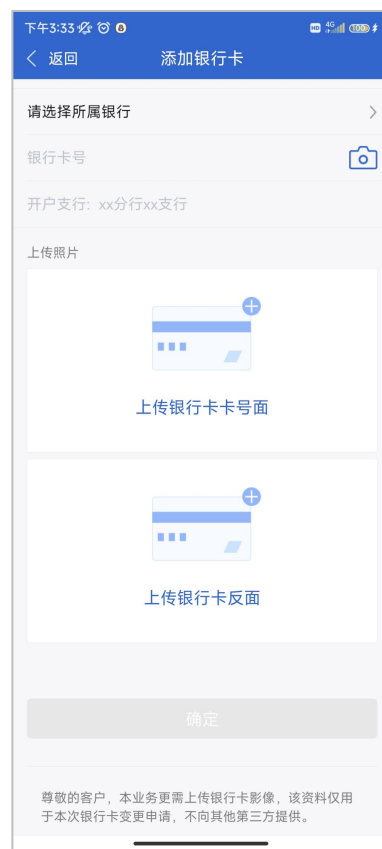 下午3:33
HD 4G 100
返回 添加银行卡
请选择所属银行
银行卡号
开户支行: xx分行xx支行
上传照片
上传银行卡卡号面
上传银行卡反面
确定
尊敬的客户，本业务更需上传银行卡影像，该资料仅用
于本次银行卡变更申请，不向其他第三方提供。